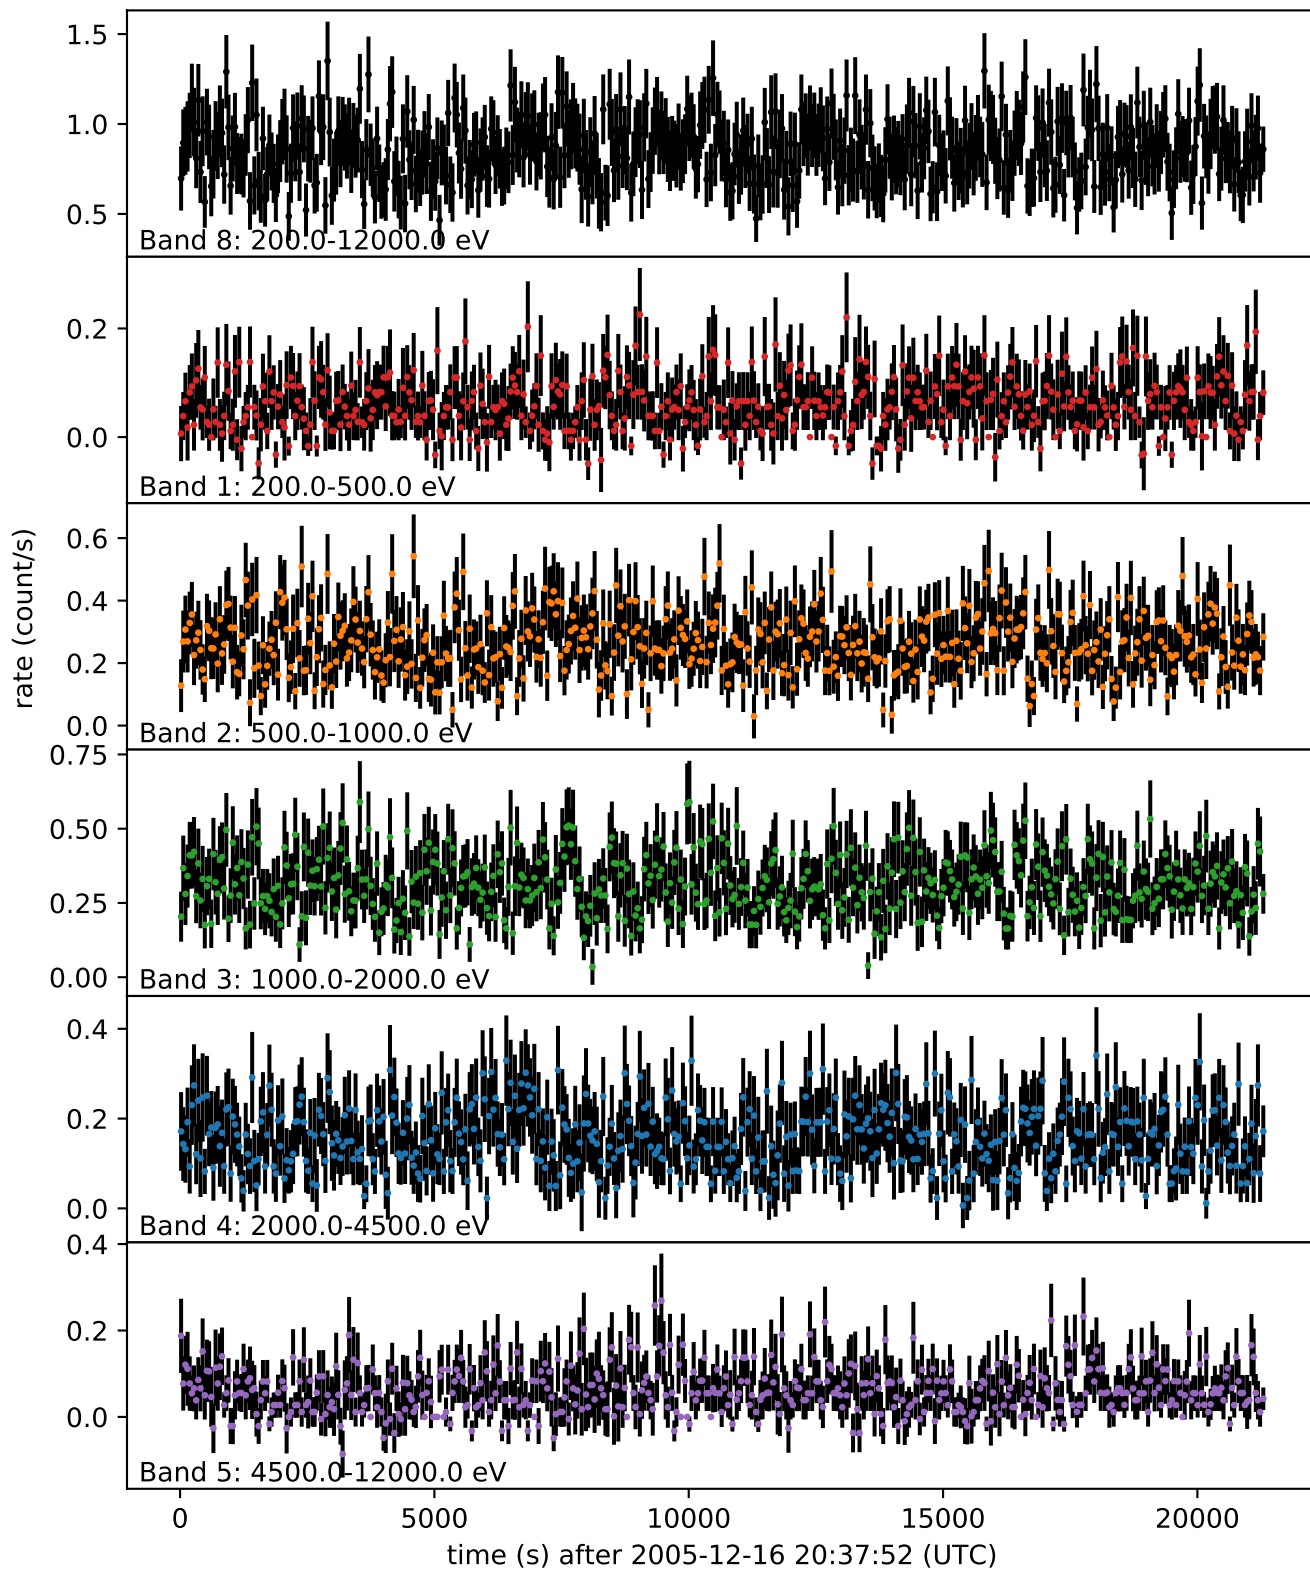 1.5
1.0
0.5
Band 8: 200.0-12000.0 eV
0.2
0.0
Band 1: 200.0-500.0 eV
0.6
0.4
0.2
0.0
Band 2: 500.0-1000.0 eV
rate (count/s)
0.75
0.50
0.25
0.00
Band 3: 1000.0-2000.0 eV
0.4
0.2
0.0
Band 4: 2000.0-4500.0 eV
0.4
0.2
0.0
Band 5: 4500.0-12000.0 eV
0 5000 10000 15000 20000
time (s) after 2005-12-16 20:37:52 (UTC)